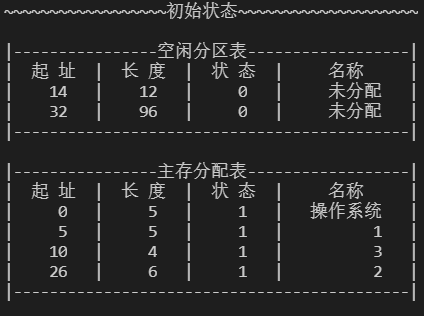 ~~~~~~~~~~~~~~~~~~初始状态~~~~~~~~~~~~~~~~~~~~
|----------------空闲分区表------------------|
|  起 址  |  长 度  |  状 态  |     名称     |
|    14   |    12   |    0    |     未分配   |
|    32   |    96   |    0    |     未分配   |
|--------------------------------------------|
|----------------主存分配表------------------|
|  起 址  |  长 度  |  状 态  |     名称     |
|     0   |     5   |    1    |   操作系统   |
|     5   |     5   |    1    |          1   |
|    10   |     4   |    1    |          3   |
|    26   |     6   |    1    |          2   |
|--------------------------------------------|